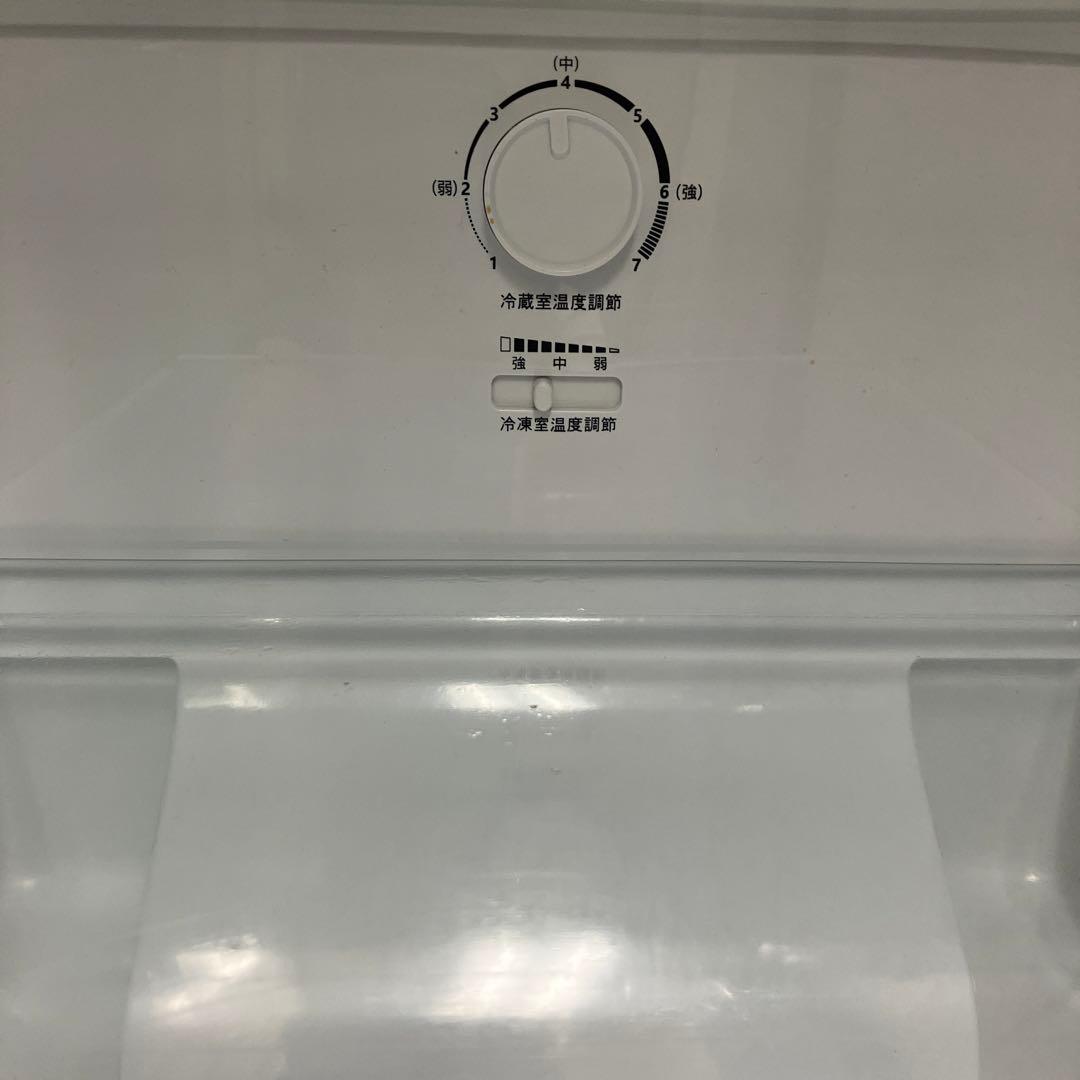 (中)
4
3
5
(弱) 2
6 (強)
1
7
冷蔵室温度調節
強 中 弱
冷凍室温度調節